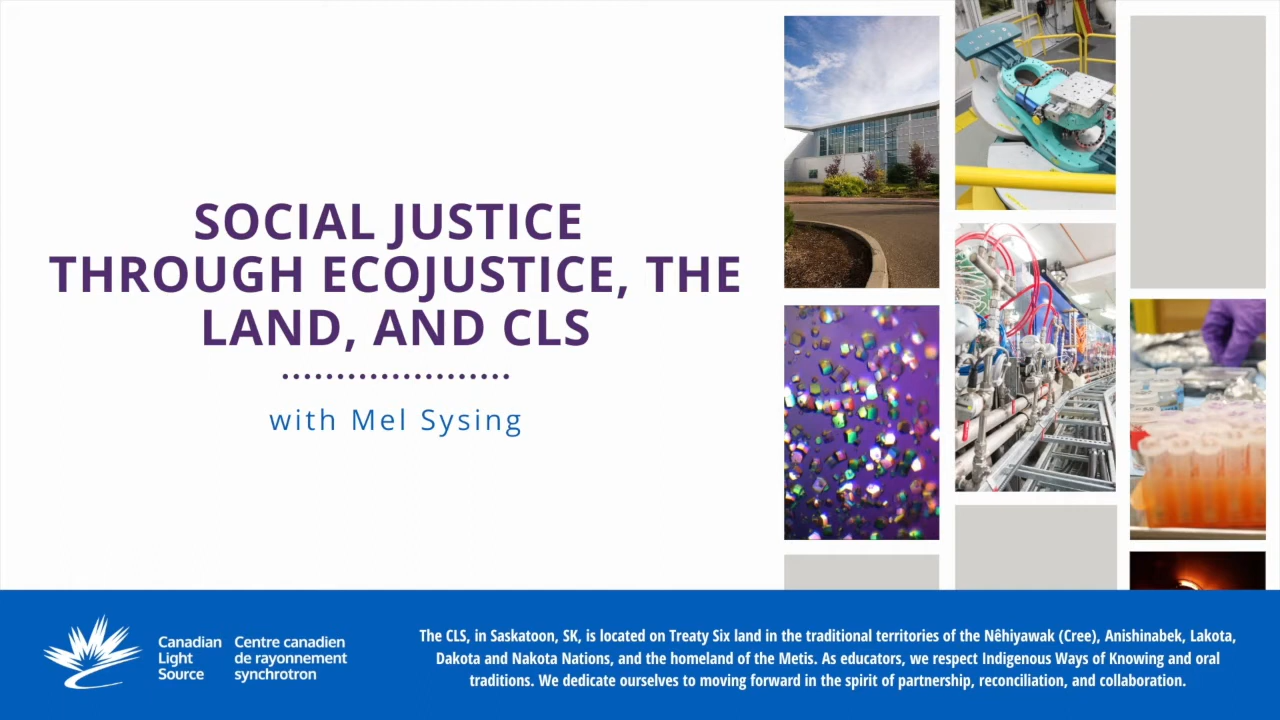 SOCIAL JUSTICE
THROUGH ECOJUSTICE, THE
LAND, AND CLS
with Mel Sysing
Canadian
Light
Source
Centre canadien
de rayonnement
synchrotron
The CLS, in Saskatoon, SK, is located on Treaty Six land in the traditional territories of the Nêhiyawak (Cree), Anishinabek, Lakota,
Dakota and Nakota Nations, and the homeland of the Metis. As educators, we respect Indigenous Ways of Knowing and oral
traditions. We dedicate ourselves to moving forward in the spirit of partnership, reconciliation, and collaboration.